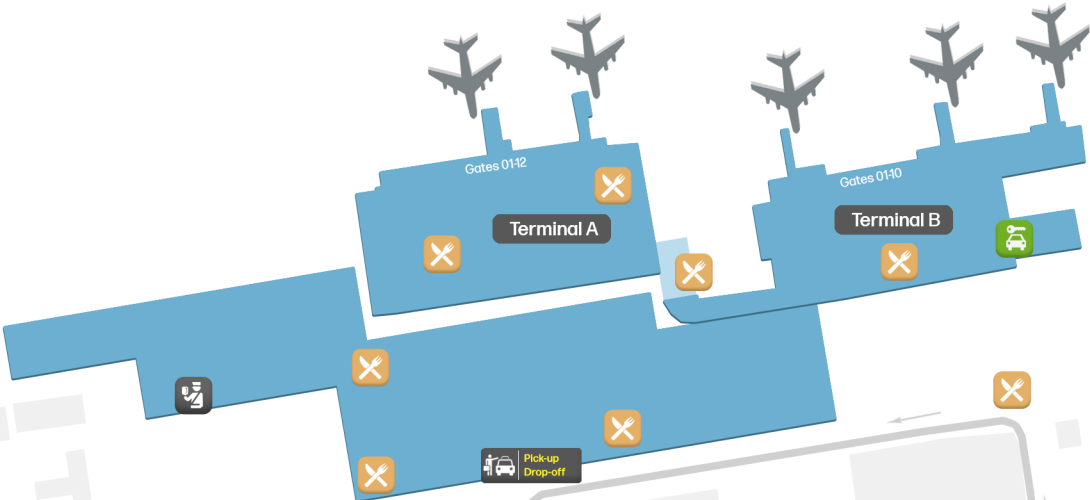 Gates 01-12
Terminal A
Gates 01-10
Terminal B
Pick-up
Drop-off